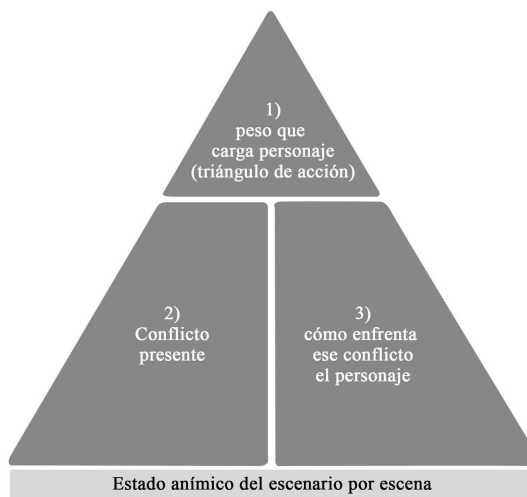 1)
peso que
carga personaje
(triángulo de acción)
2)
Conflicto
presente
3)
cómo enfrenta
ese conflicto
el personaje
Estado anímico del escenario por escena